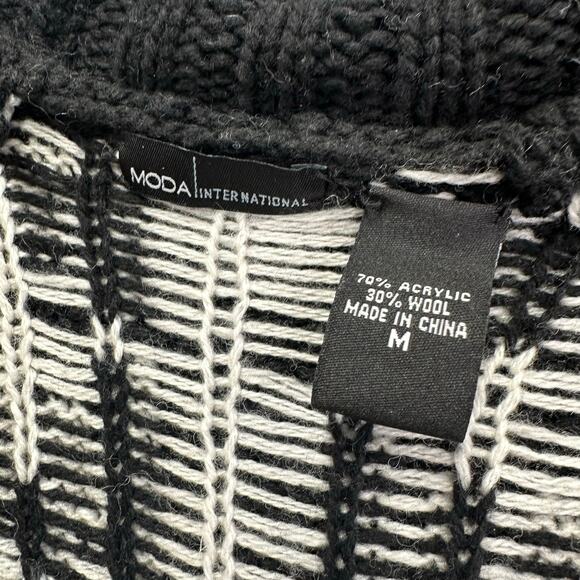 MODA INTERNATIONAL
70% ACRYLIC
30% WOOL
MADE IN CHINA
M